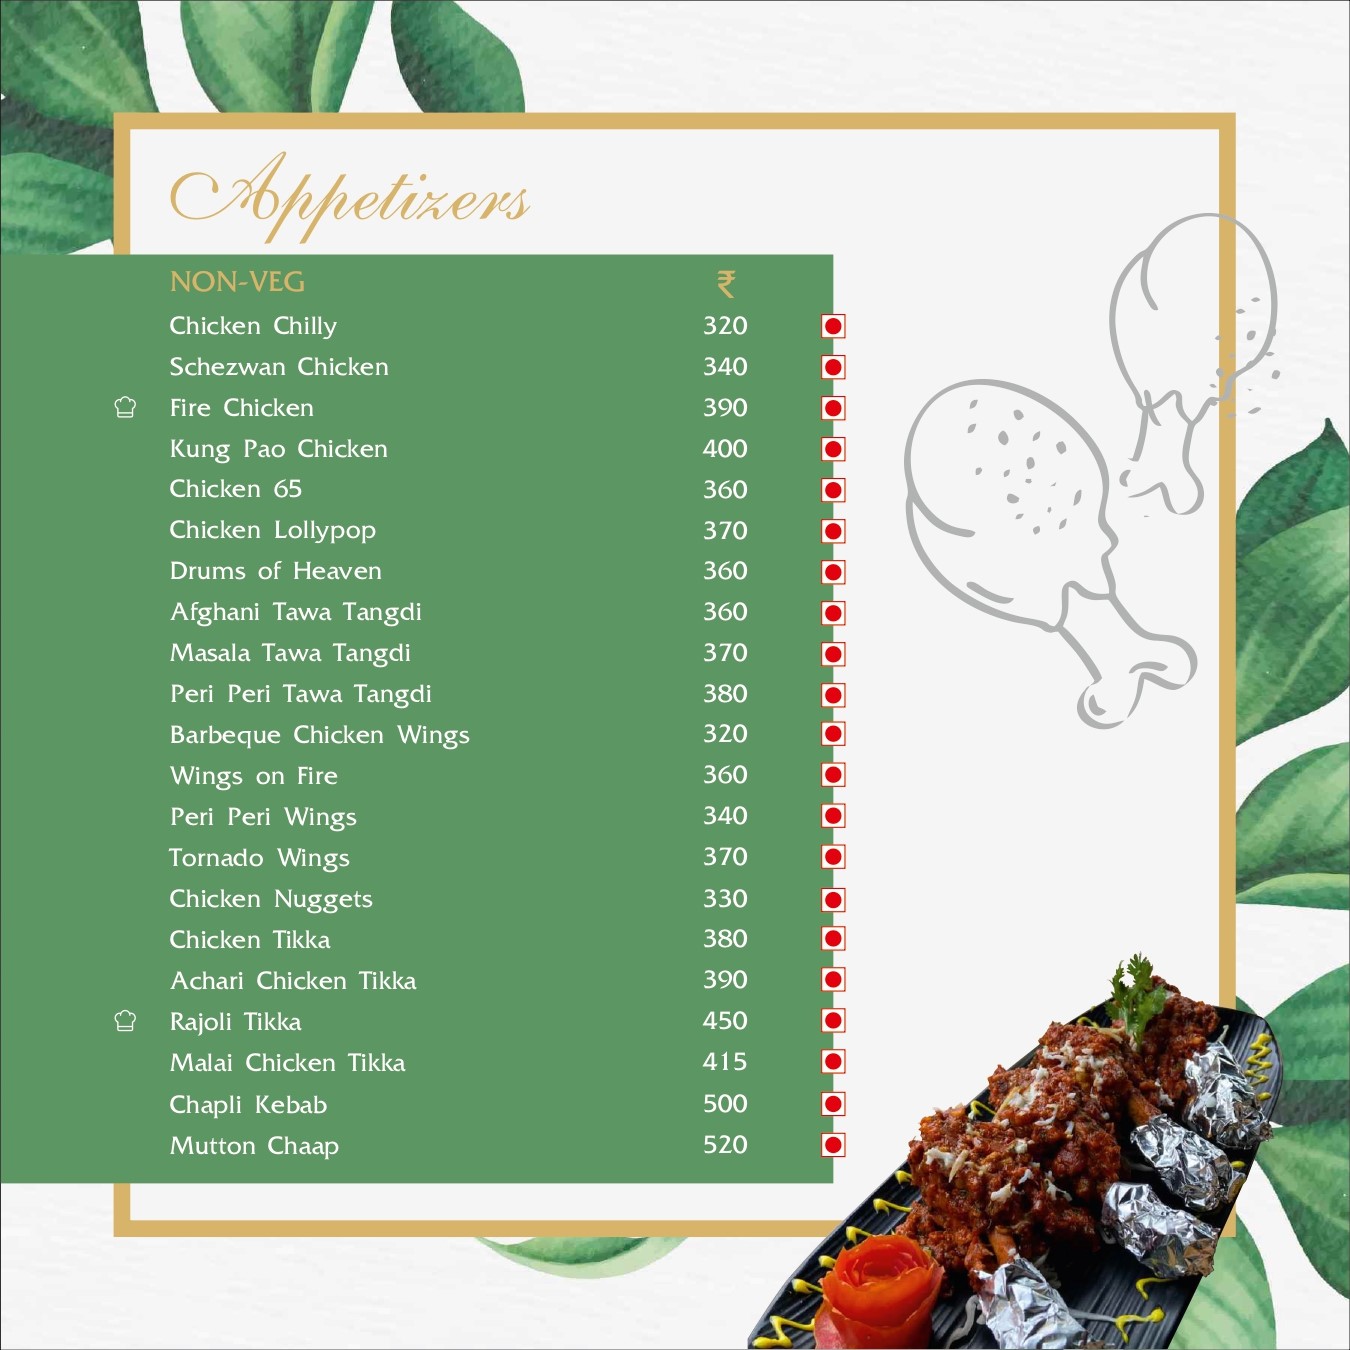 Appetizers
NON-VEG ₹
Chicken Chilly 320
Schezwan Chicken 340
Fire Chicken 390
Kung Pao Chicken 400
Chicken 65 360
Chicken Lollypop 370
Drums of Heaven 360
Afghani Tawa Tangdi 360
Masala Tawa Tangdi 370
Peri Peri Tawa Tangdi 380
Barbeque Chicken Wings 320
Wings on Fire 360
Peri Peri Wings 340
Tornado Wings 370
Chicken Nuggets 330
Chicken Tikka 380
Achari Chicken Tikka 390
Rajoli Tikka 450
Malai Chicken Tikka 415
Chapli Kebab 500
Mutton Chaap 520